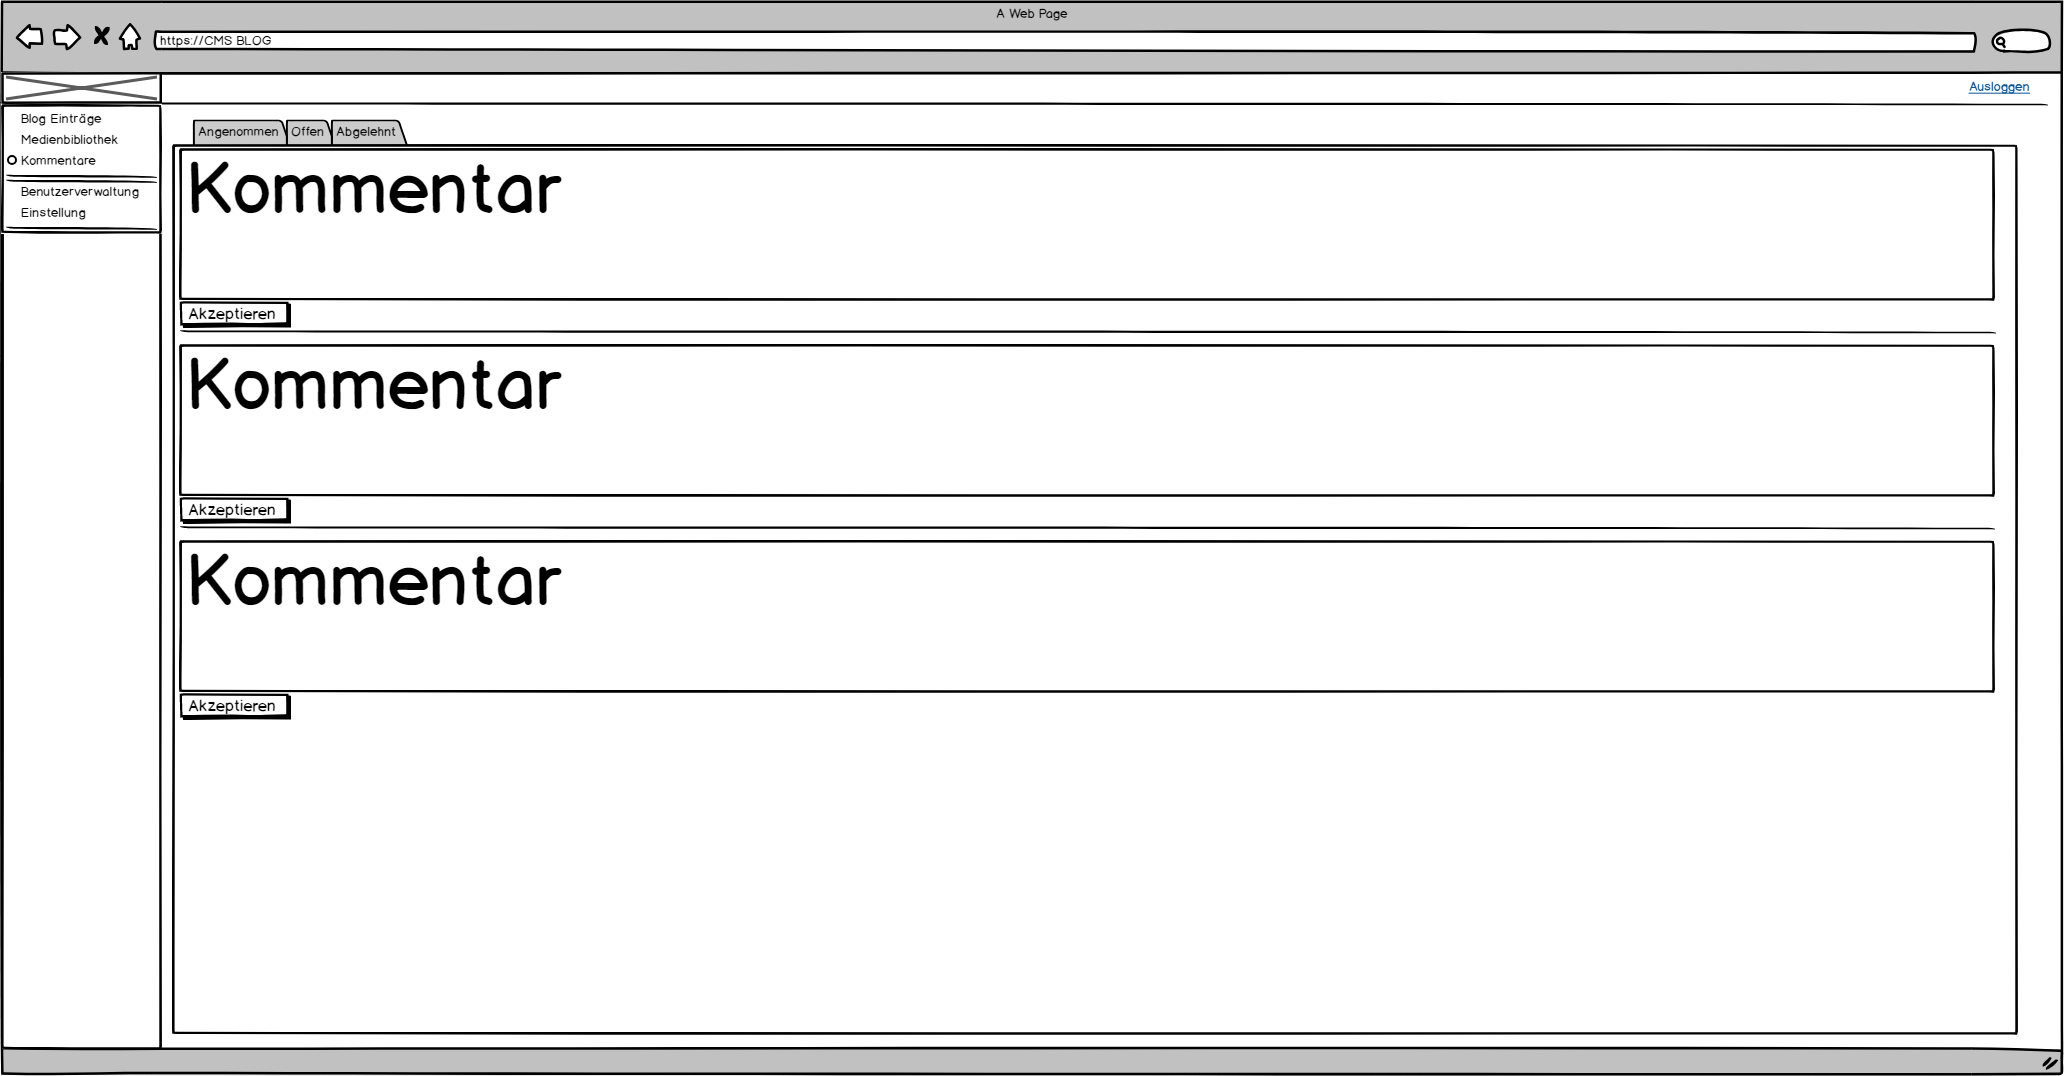 A Web Page
https://CMS BLOG
Ausloggen
Blog Einträge
Medienbibliothek
Kommentare
Benutzerverwaltung
Einstellung
Angenommen Offen Abgelehnt
Kommentar
Akzeptieren
Kommentar
Akzeptieren
Kommentar
Akzeptieren